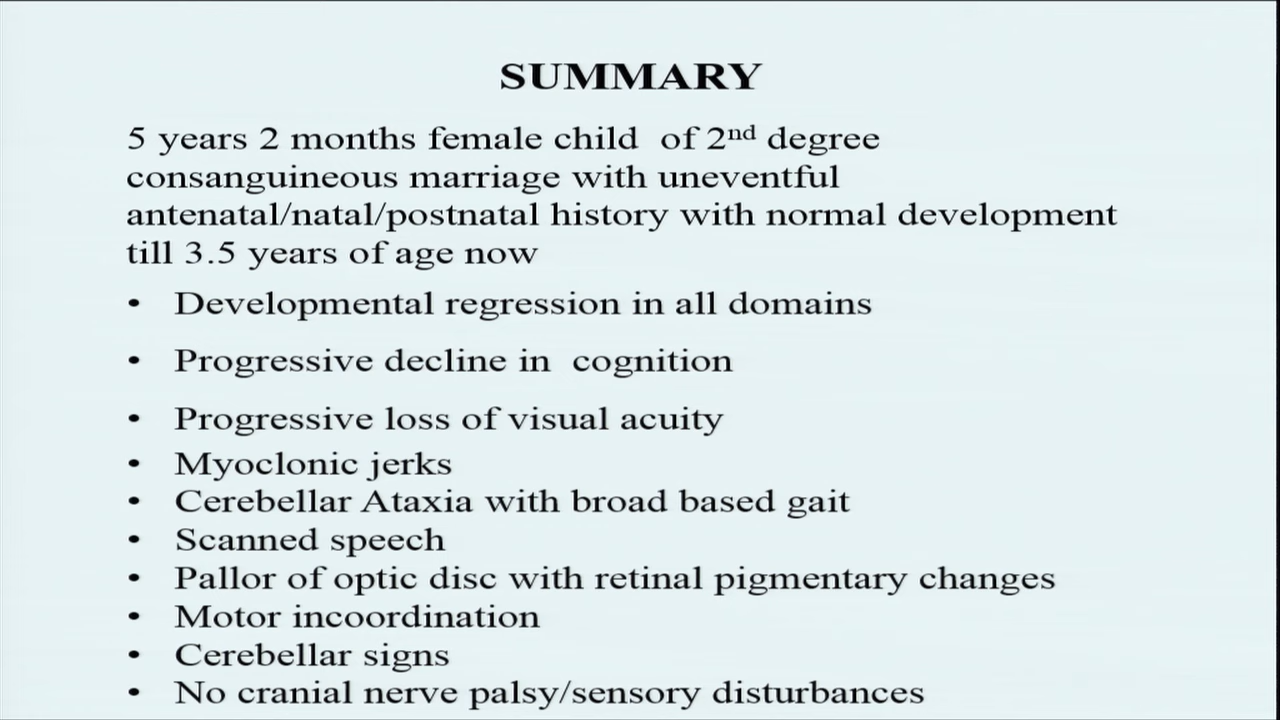 SUMMARY
5 years 2 months female child of 2nd degree
consanguineous marriage with uneventful
antenatal/natal/postnatal history with normal development
till 3.5 years of age now
• Developmental regression in all domains
• Progressive decline in cognition
• Progressive loss of visual acuity
• Myoclonic jerks
• Cerebellar Ataxia with broad based gait
• Scanned speech
• Pallor of optic disc with retinal pigmentary changes
• Motor incoordination
• Cerebellar signs
• No cranial nerve palsy/sensory disturbances